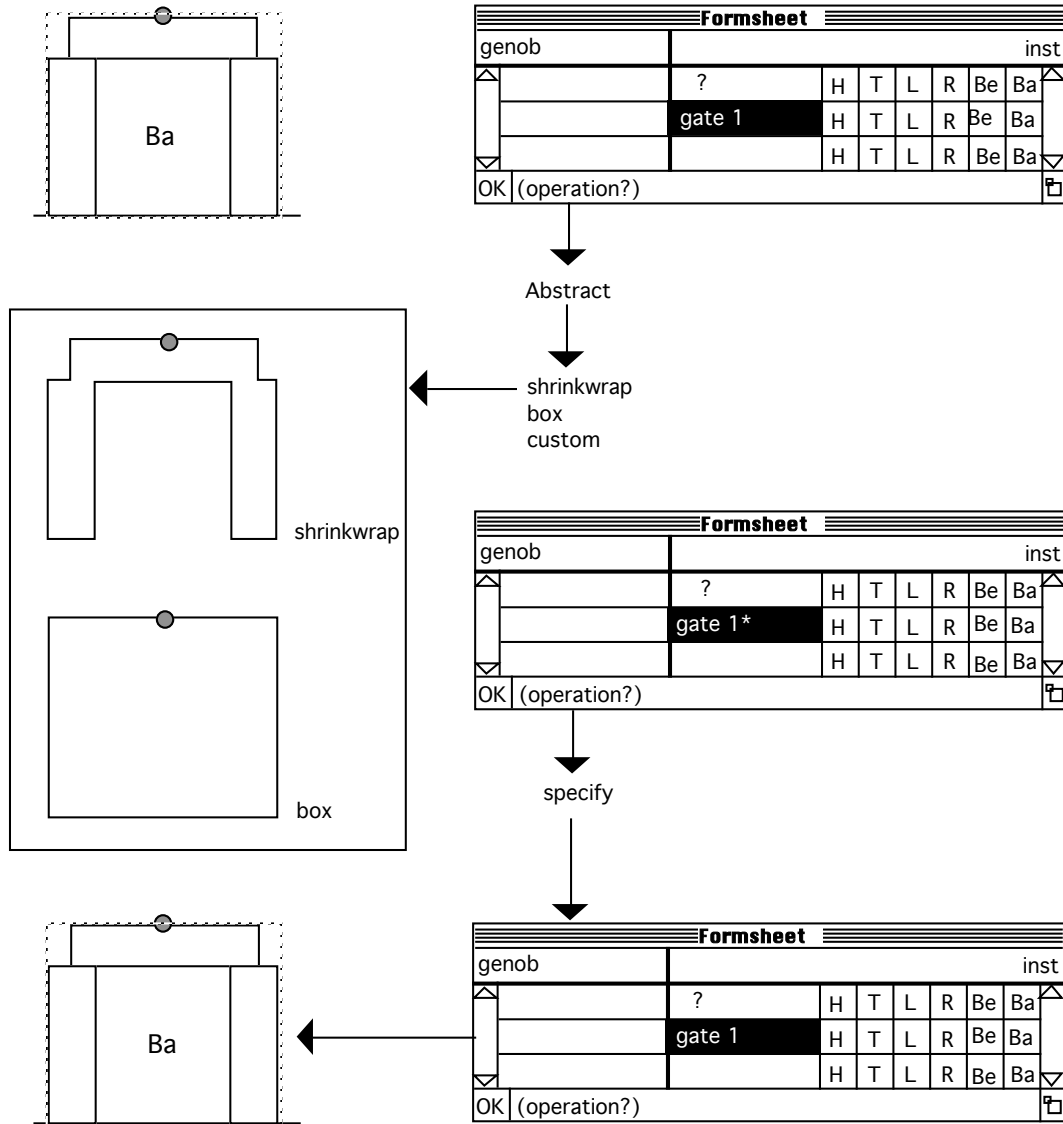 Ba
Formsheet
genob inst
? H T L R Be Ba
gate 1 H T L R Be Ba
H T L R Be Ba
OK (operation?)
Abstract
shrinkwrap
box
custom
shrinkwrap
box
Formsheet
genob inst
? H T L R Be Ba
gate 1* H T L R Be Ba
H T L R Be Ba
OK (operation?)
specify
Ba
Formsheet
genob inst
? H T L R Be Ba
gate 1 H T L R Be Ba
H T L R Be Ba
OK (operation?)